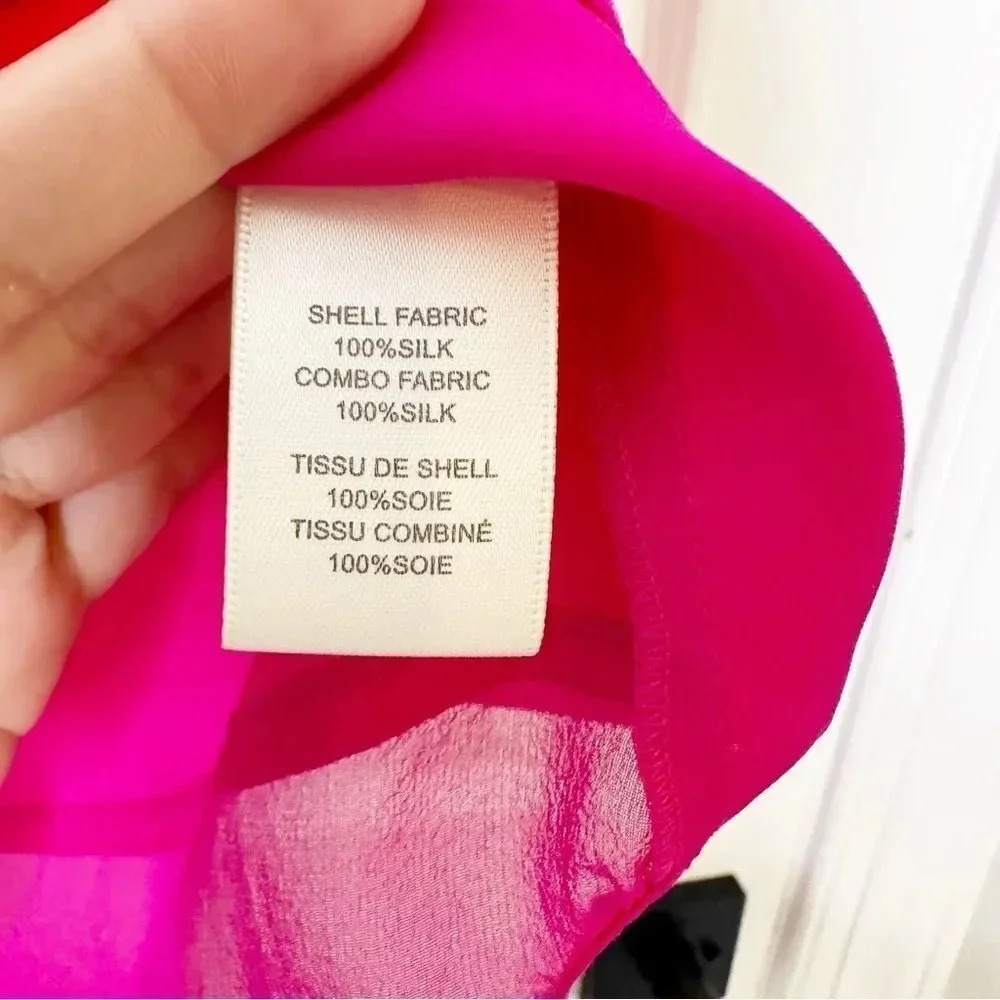 SHELL FABRIC
100%SILK
COMBO FABRIC
100%SILK
TISSU DE SHELL
100%SOIE
TISSU COMBINÉ
100%SOIE